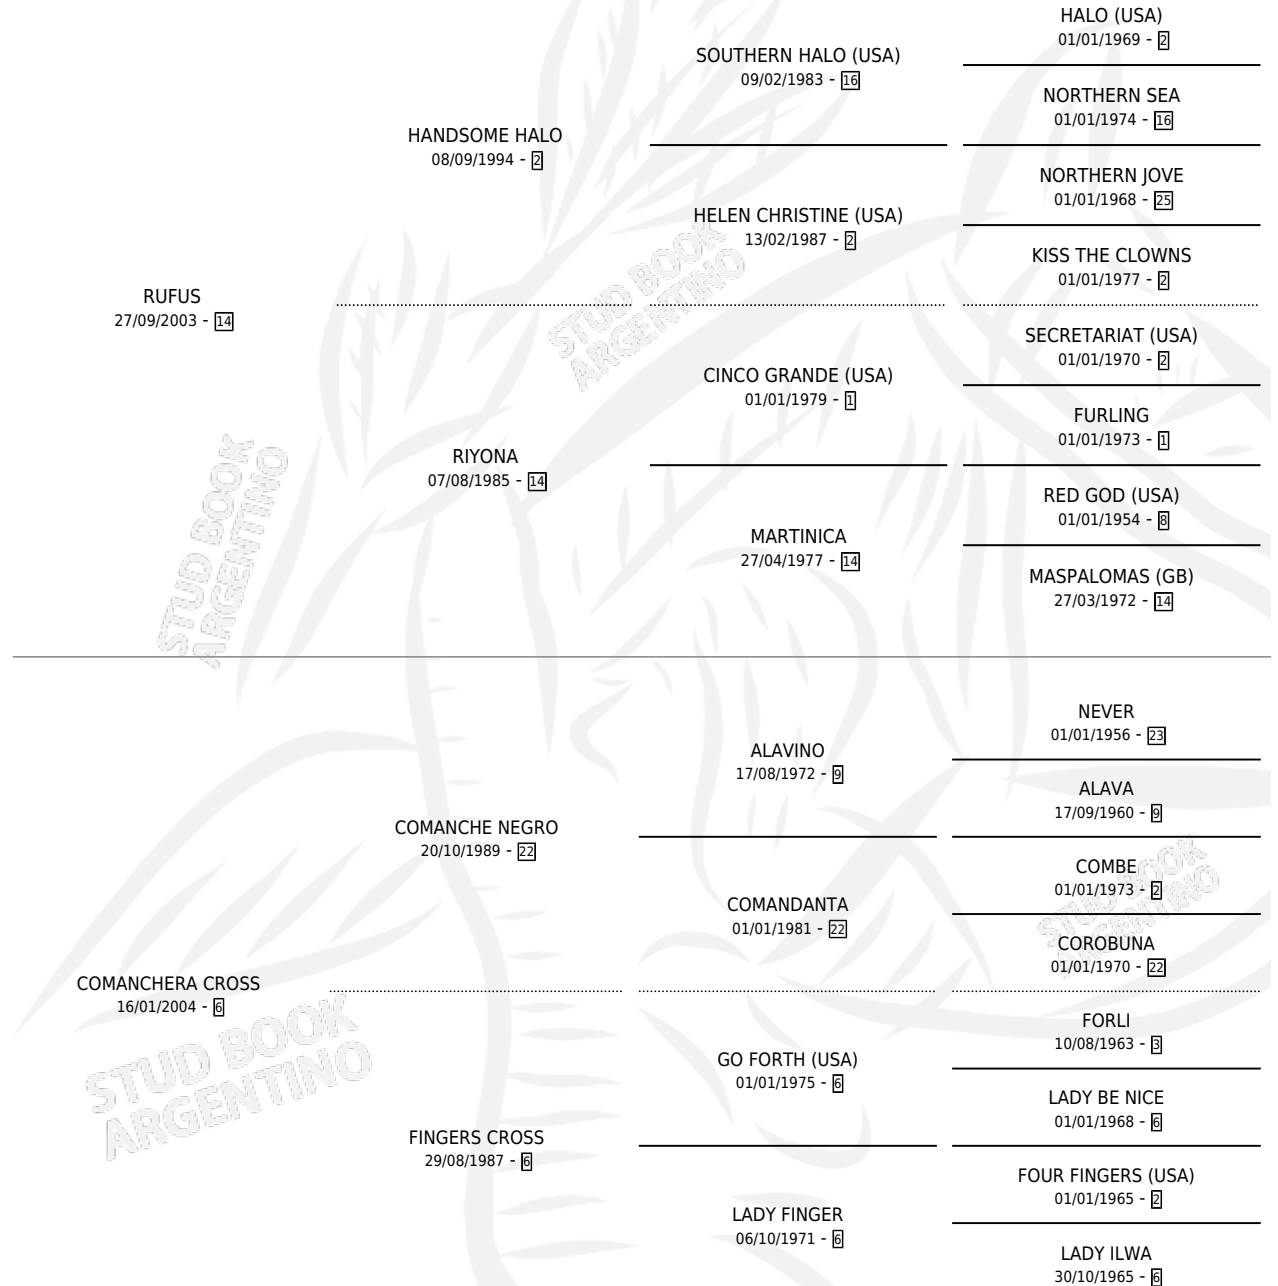 HALO (USA)
01/01/1969 - 2
SOUTHERN HALO (USA)
09/02/1983 - 16
NORTHERN SEA
01/01/1974 - 16
HANDSOME HALO
08/09/1994 - 2
NORTHERN JOVE
01/01/1968 - 25
HELEN CHRISTINE (USA)
13/02/1987 - 2
KISS THE CLOWNS
01/01/1977 - 2
STUD BOOK
ARGENTINO
RUFUS
27/09/2003 - 14
SECRETARIAT (USA)
01/01/1970 - 2
CINCO GRANDE (USA)
01/01/1979 - 1
FURLING
01/01/1973 - 1
RIYONA
07/08/1985 - 14
RED GOD (USA)
01/01/1954 - 8
MARTINICA
27/04/1977 - 14
MASPALOMAS (GB)
27/03/1972 - 14
STUD BOOK
ARGENTINO
NEVER
01/01/1956 - 23
ALAVINO
17/08/1972 - 9
ALAVA
17/09/1960 - 9
COMANCHE NEGRO
20/10/1989 - 22
COMBE
01/01/1973 - 2
COMANDANTA
01/01/1981 - 22
COROBUNA
01/01/1970 - 22
STUD BOOK
ARGENTINO
COMANCHERA CROSS
16/01/2004 - 6
FORLI
10/08/1963 - 3
GO FORTH (USA)
01/01/1975 - 6
LADY BE NICE
01/01/1968 - 6
STUD BOOK
ARGENTINO
FINGERS CROSS
29/08/1987 - 6
FOUR FINGERS (USA)
01/01/1965 - 2
LADY FINGER
06/10/1971 - 6
LADY ILWA
30/10/1965 - 6